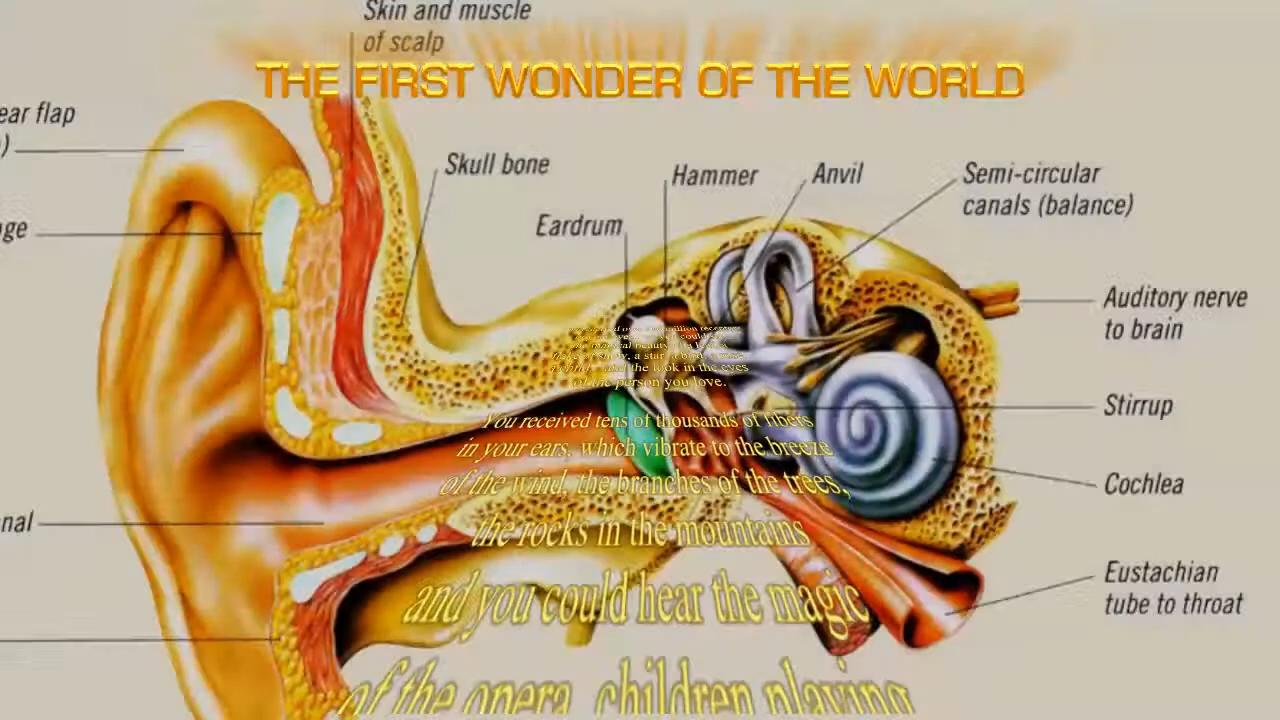 Skin and muscle
of scalp
THE FIRST WONDER OF THE WORLD
ear flap
)
Skull bone
Hammer
Anvil
Semi-circular
canals (balance)
Eardrum
ge
Auditory nerve
to brain
million
and the look in the eyes
of the person you love.
Stirrup
You received tens of thousands of fibers
in your ears, which vibrate to the breeze
of the wind, the branches of the trees,
Cochlea
nal
the rocks in the mountains
Eustachian
tube to throat
and you could hear the magic
of the opera, children playing